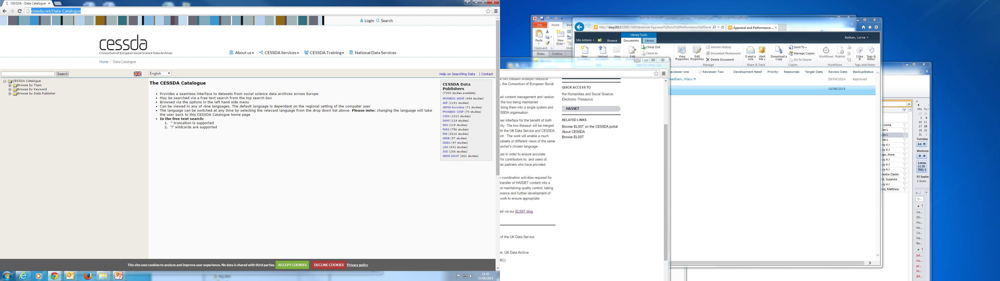 CESSDA - Data Catalogue
cessda.net/Data-Catalogue
Login Search
cessda
Consortium of European Social Science Data Archives
About us CESSDA Services CESSDA Training National Data Services
Home / Data Catalogue
Search English Help on Searching Data | Contact
CESSDA Catalogue
Browse by Topic
Browse by Keyword
Browse by Data Publisher
The CESSDA Catalogue
Provides a seamless interface to datasets from social science data archives across Europe
May be searched via a free text search from the top search box
Browsed via the options in the left hand side menu
Can be viewed in any of nine languages. The default language is dependant on the regional setting of the computer user
The language can be switched at any time by selecting the relevant language from the drop down list above. Please note: changing the language will take
the user back to this CESSDA Catalogue home page
In the free text search:
1. '*' truncation is supported
2. '?' wildcards are supported
CESSDA Data
Publishers
(7300 studies available)
PROGEDO: ADISP (498 studies)
ADP (1191 studies)
ADPSS-Sociodata (71 studies)
PROGEDO: CDSP (70 studies)
CSDA (1012 studies)
DANS (124 studies)
DDA (115 studies)
FORS (756 studies)
FSD (2010 studies)
GSDB (57 studies)
ISSDA (97 studies)
LiDA (432 studies)
SND (206 studies)
GESIS ZACAT (661 studies)
This site uses cookies to analyze and improve user experience. No data is shared with third parties. ACCEPT COOKIES DECLINE COOKIES Privacy policy
11:42
27/08/2015
File Home Inse
Paste New
Slide
Clipboard Slide
Slides Outline
http://dasp2013:10001/UKDAInternal/Appraisal%20and%20Performance%20Devel
Appraisal and Performance ...
Library Tools
Site Actions Browse Documents Library Balkan, Lorna
New Upload New Edit
Check Out
Check In
View Properties
Edit Properties
Version History
Document Permissions
Delete Document
E-mail a Link
Alert Me
Download a Copy
Send To
Manage Copies
Go To Source
Workflows Publish
I Like It
Tags & Notes
Manage Share & Track Copies Workflows Tags and Notes
Reviewer Two Development Need Priority Resources Target Date Review Date BackupStatus
eedham, Hilary M 29/04/2014 Approved
10/08/2015
e two thesauri underpin resource
, the Consortium of European Social
eir content management and version
the two being maintained
bring them into a single system and
SSDA organisation.
ser interface for the benefit of both
nity. The two thesauri will be merged
th the UK Data Service and CESSDA
ent. The work will enable a much
subsets or different views of the same
archer's chosen language.
ues in order to ensure accurate
for contributors to, and users of,
an partners who have provided
e coordination activities required for
transfer of HASSET content into a
nd maintaining quality control; taking
enance and further development of
work to ensure appropriate
ed via our ELSST blog.
of the UK Data Service
et, UK Data Archive
RC)
QUICK ACCESS TO
the Humanities and Social Science
Electronic Thesaurus
HASSET
RELATED LINKS
Browse ELSST on the CESSDA portal
About CESSDA
Browse ELSST
Lorna
im L
im L
im L
cy A J
cy A J
ge, Anne
cy A J
cy A J
cy A J
Dextre Clarke
t, Suzanne
rd, Matthew
Mo Tu
27 28
3 4
10 11
17 18
24 25
31 1
Tuesday
Lo
Wednesd
Lorna
11:30
TBD; E
03 Septe
2 items
A...
Ty...
Ge...
(Di...
Hu...
he...
Co...
Ha...
Be...
Inf...
his...
pl...
Hi...
[M...